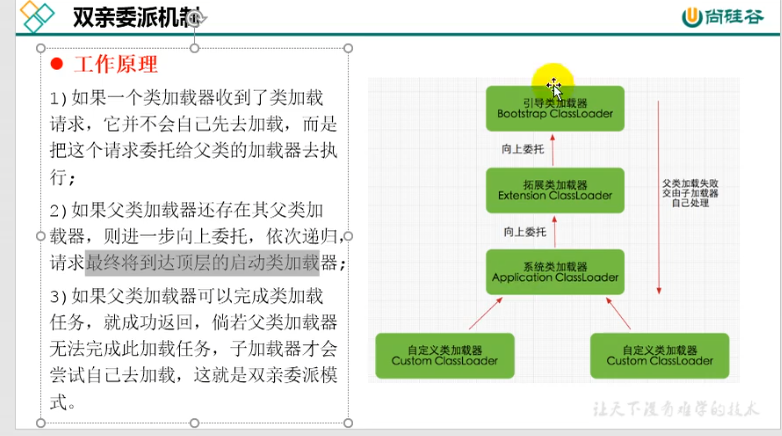 双亲委派机制
尚硅谷
工作原理
1)如果一个类加载器收到了类加载
请求，它并不会自己先去加载，而是
把这个请求委托给父类的加载器去执
行；
2)如果父类加载器还存在其父类加
载器，则进一步向上委托，依次递归，
请求最终将到达顶层的启动类加载器；
3)如果父类加载器可以完成类加载
任务，就成功返回，倘若父类加载器
无法完成此加载任务，子加载器才会
尝试自己去加载，这就是双亲委派模
式。
引导类加载器
Bootstrap ClassLoader
向上委托
拓展类加载器
Extension ClassLoader
向上委托
系统类加载器
Application ClassLoader
父类加载失败
交由子加载器
自己处理
自定义类加载器
Custom ClassLoader
自定义类加载器
Custom ClassLoader
让天下没有难学的技术